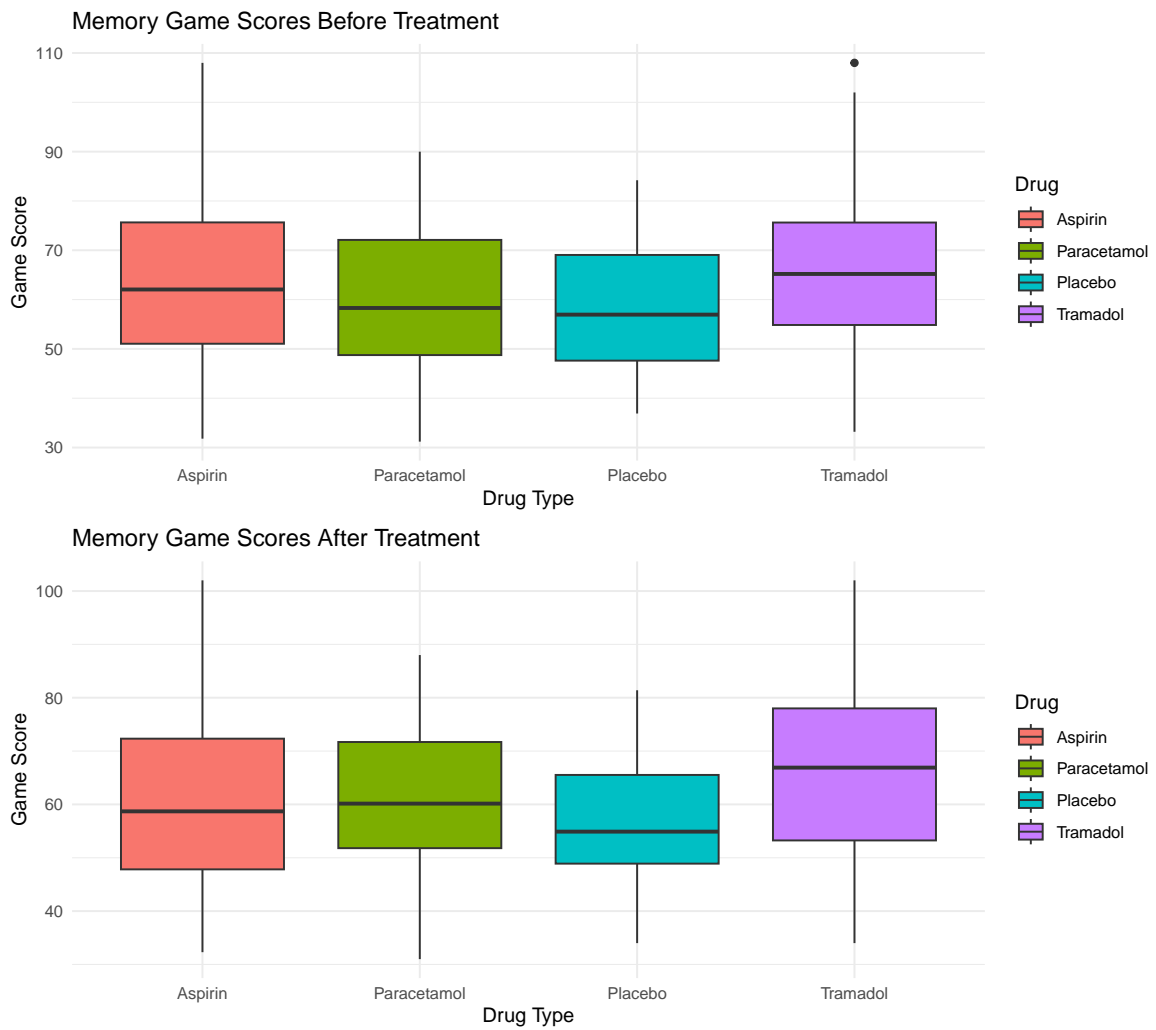 Memory Game Scores Before Treatment
110
90
70
50
30
Game Score
Aspirin Paracetamol Placebo Tramadol
Drug Type
Drug
Aspirin
Paracetamol
Placebo
Tramadol
Memory Game Scores After Treatment
100
80
60
40
Game Score
Aspirin Paracetamol Placebo Tramadol
Drug Type
Drug
Aspirin
Paracetamol
Placebo
Tramadol